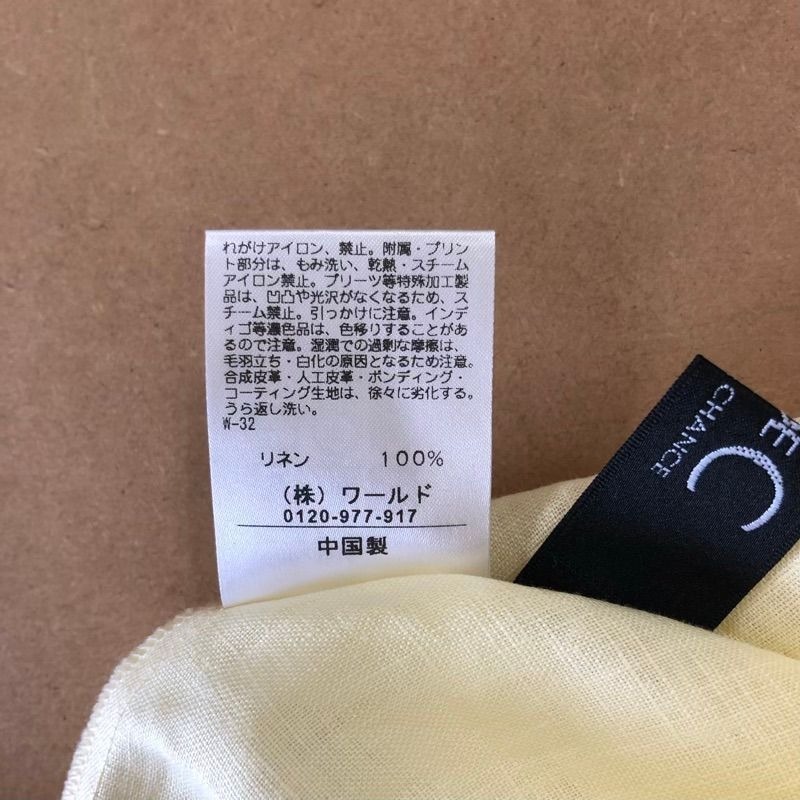 れがけアイロン、禁止。附属・プリン
ト部分は、もみ洗い、乾熱・スチーム
アイロン禁止。プリーツ等特殊加工製
品は、凹凸や光沢がなくなるため、ス
チーム禁止。引っかけに注意。インデ
ィゴ等濃色品は、色移りすることがあ
るので注意。湿潤での過剰な摩擦は、
毛羽立ち・白化の原因となるため注意。
合成皮革・人工皮革・ボンディング・
コーティング生地は、徐々に劣化する。
うら返し洗い。
W-32
リネン 100%
(株) ワールド
0120-977-917
中国製
C
CHANCE